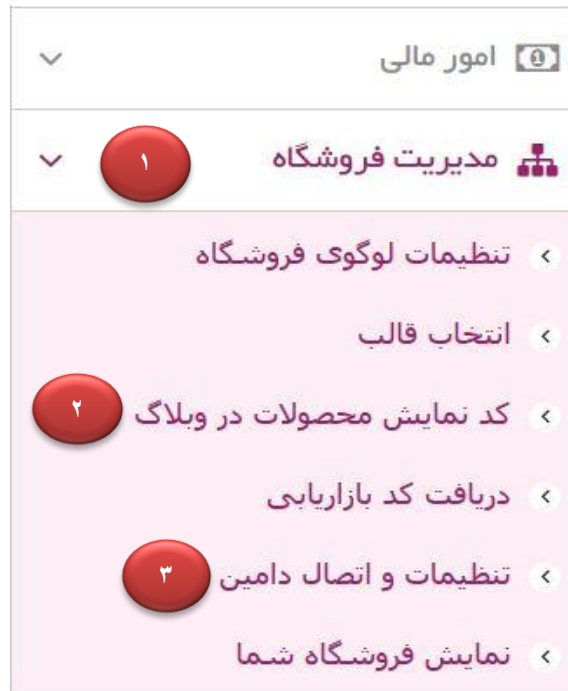 امور مالی
مدیریت فروشگاه ۱
تنظیمات لوگوی فروشگاه
انتخاب قالب
کد نمایش محصولات در وبلاگ ۲
دریافت کد بازاریابی
تنظیمات و اتصال دامین ۳
نمایش فروشگاه شما